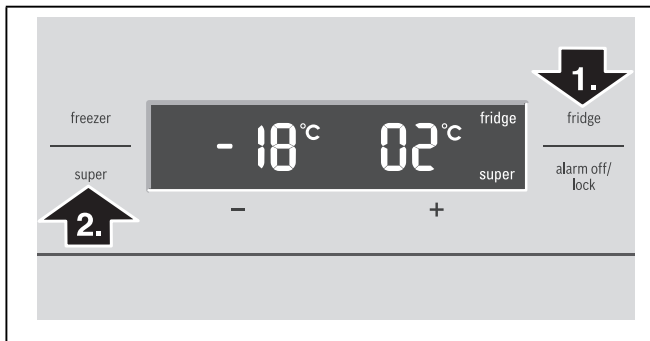 1.
freezer
fridge
-18°C 02°C
fridge
super
super
alarm off/
lock
2.
− +